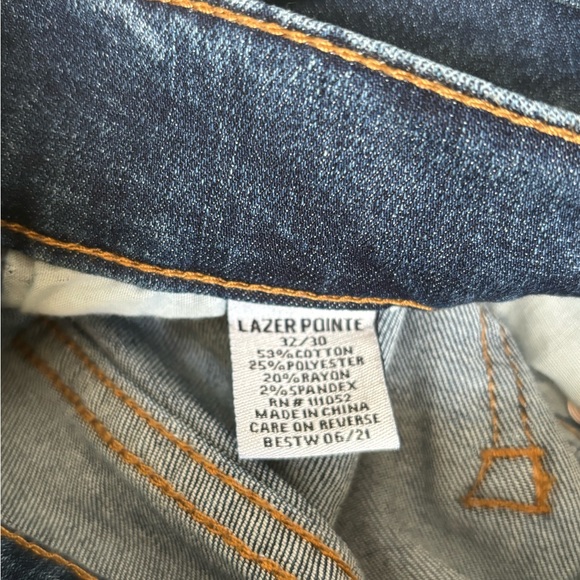 LAZER POINTE
32/30
53% COTTON
25% POLYESTER
20% RAYON
2% SPANDEX
RN # 111052
MADE IN CHINA
CARE ON REVERSE
BESTW 06/21